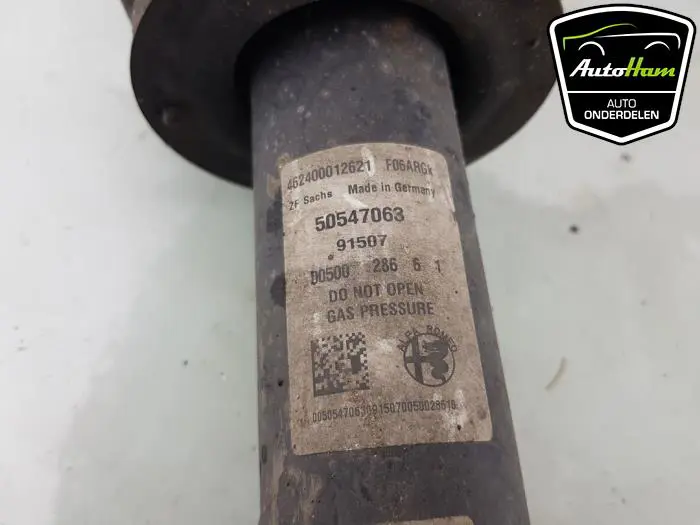 AutoHam
AUTO
ONDERDELEN
462400012621 F06ARGk
ZF Sachs Made in Germany
50547063
91507
D0500 286 6 1
DO NOT OPEN
GAS PRESSURE
ALFA ROMEO